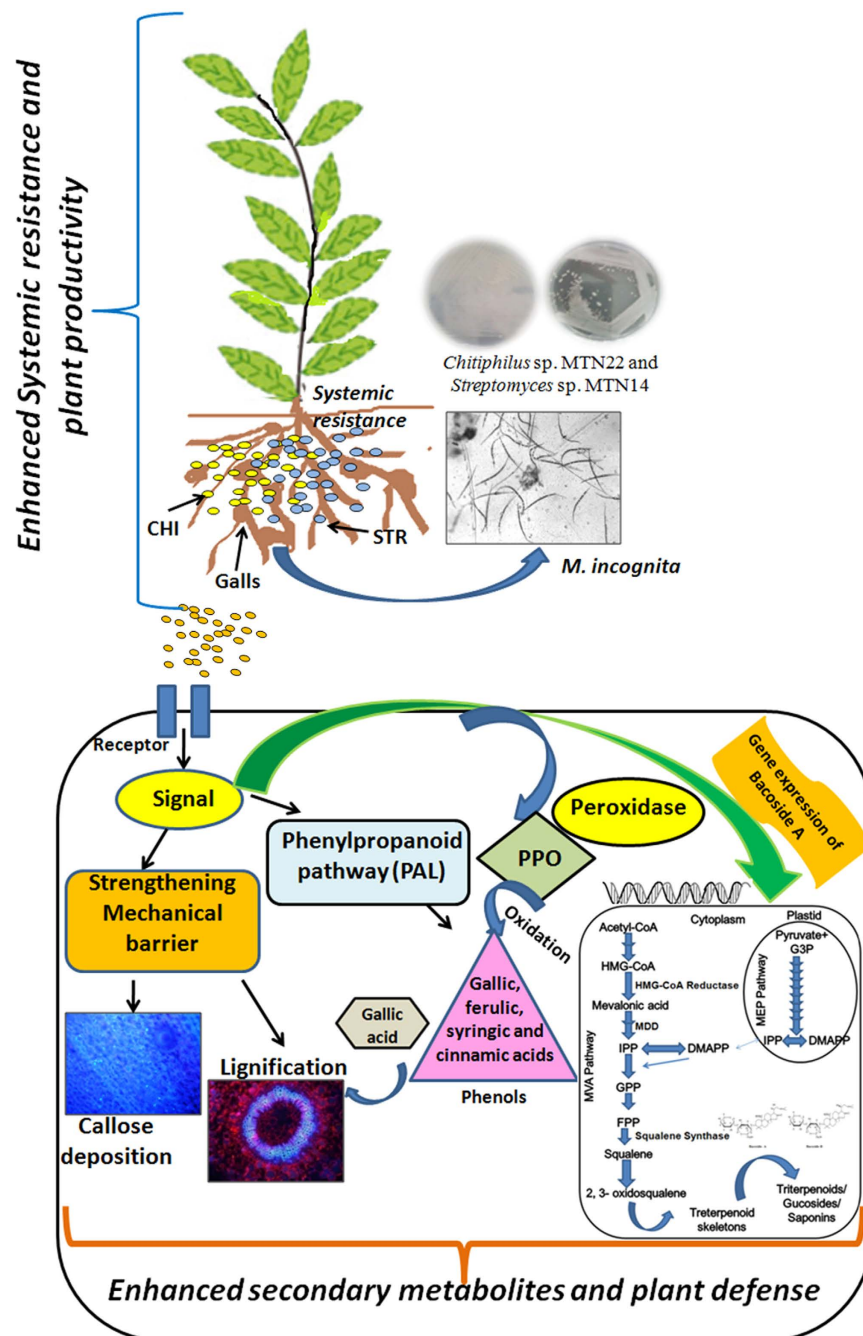 Enhanced Systemic resistance and
plant productivity
Chitiphilus sp. MTN22 and
Streptomyces sp. MTN14
Systemic
resistance
CHI
STR
Galls
M. incognita
Receptor
Signal
Gene expression of
Bacoside A
Peroxidase
Phenylpropanoid
pathway (PAL)
PPO
Oxidation
Strengthening
Mechanical
barrier
Gallic,
ferulic,
syringic and
cinnamic acids
Phenols
Gallic
acid
Lignification
Callose
deposition
Cytoplasm
Plastid
Acetyl-CoA
HMG-CoA
HMG-CoA Reductase
Mevalonic acid
MDD
IPP
DMAPP
GPP
FPP
Squalene Synthase
Squalene
2, 3- oxidosqualene
MVA Pathway
Pyruvate+
G3P
MEP Pathway
IPP
DMAPP
Treterpenoid
skeletons
Triterpenoids/
Gucosides/
Saponins
Enhanced secondary metabolites and plant defense